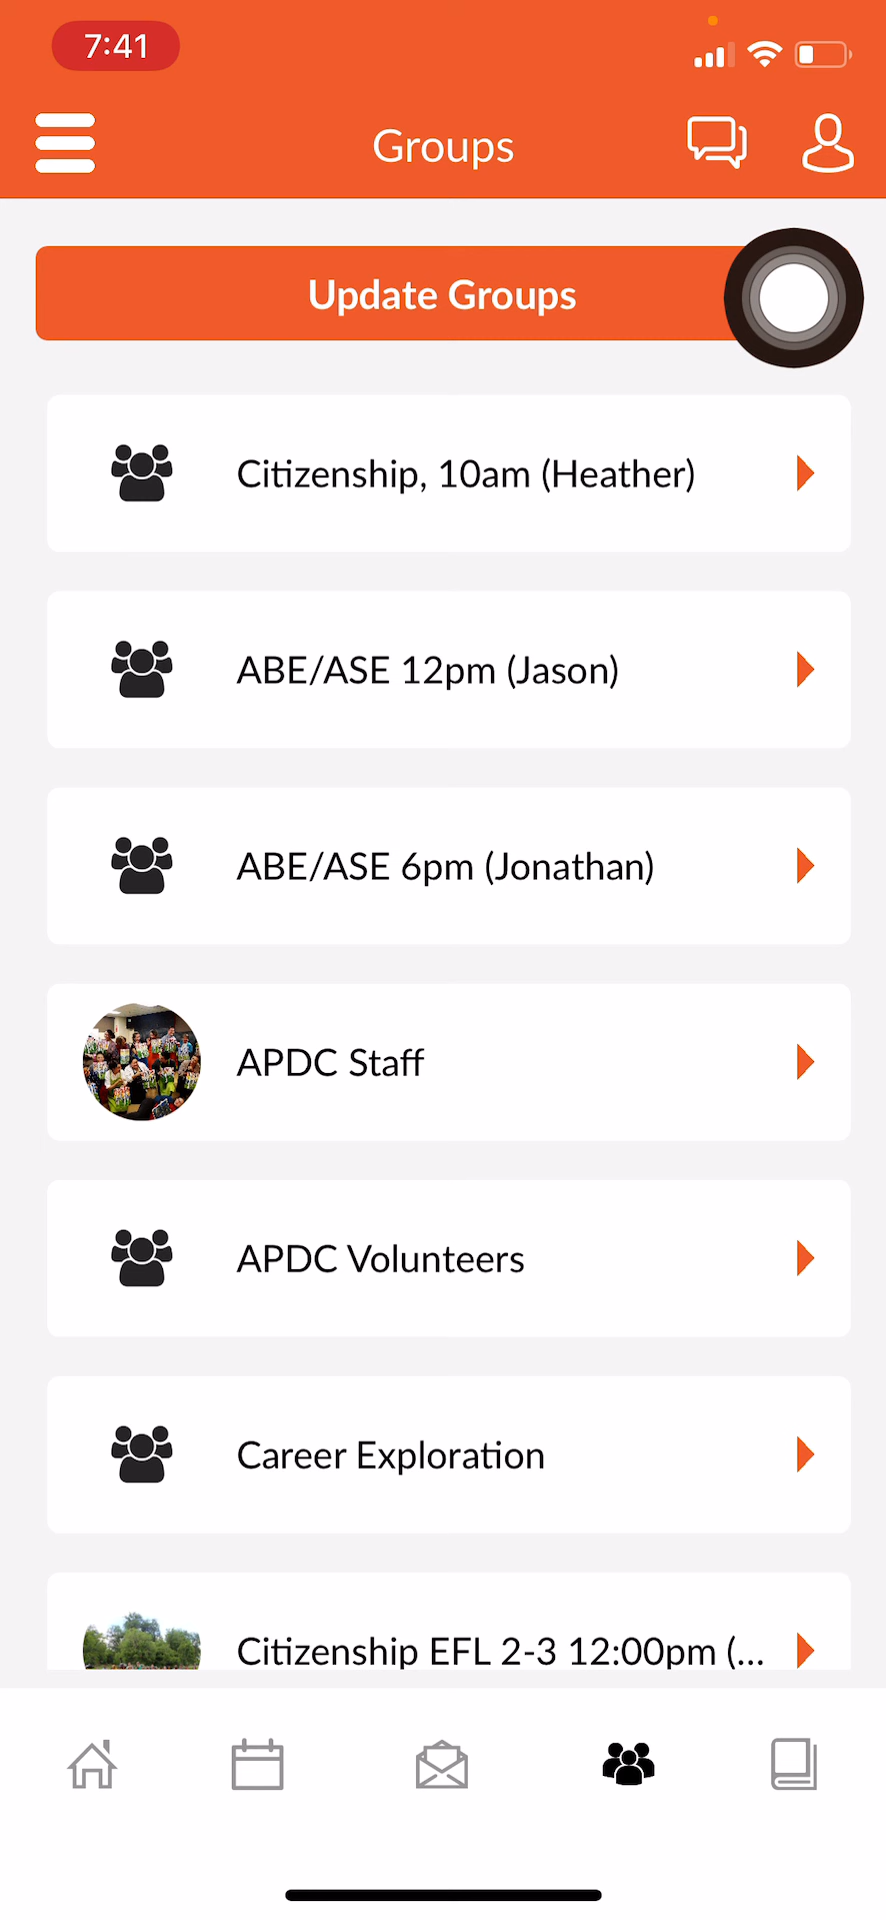 7:41
Groups
Update Groups
Citizenship, 10am (Heather)
ABE/ASE 12pm (Jason)
ABE/ASE 6pm (Jonathan)
APDC Staff
APDC Volunteers
Career Exploration
Citizenship EFL 2-3 12:00pm (...